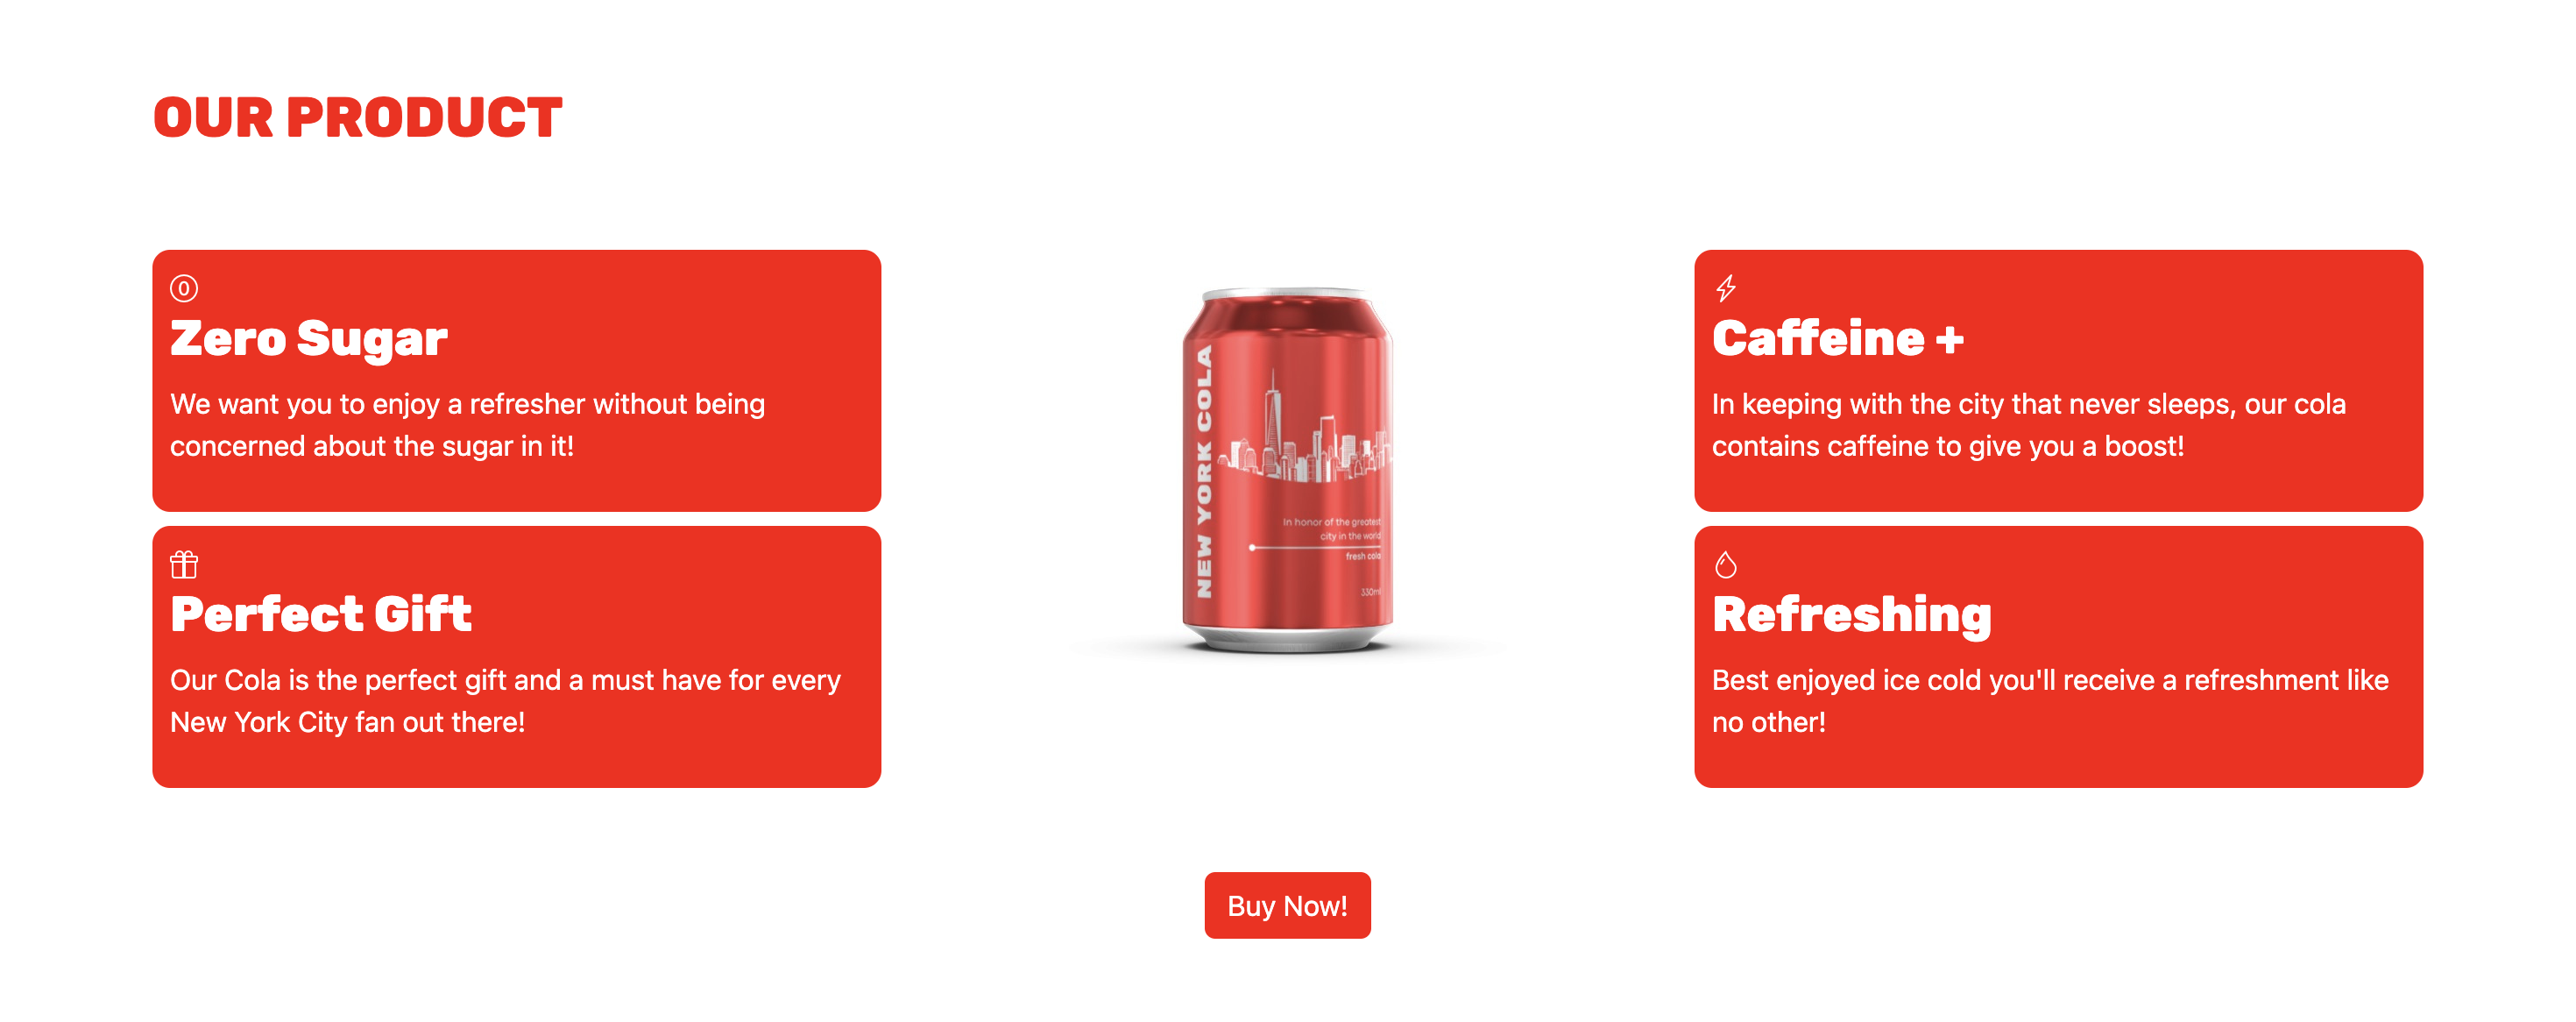 OUR PRODUCT
0
Zero Sugar
We want you to enjoy a refresher without being
concerned about the sugar in it!
Perfect Gift
Our Cola is the perfect gift and a must have for every
New York City fan out there!
NEW YORK COLA
In honor of the greatest
city in the world
fresh cola
330ml
Caffeine +
In keeping with the city that never sleeps, our cola
contains caffeine to give you a boost!
Refreshing
Best enjoyed ice cold you'll receive a refreshment like
no other!
Buy Now!